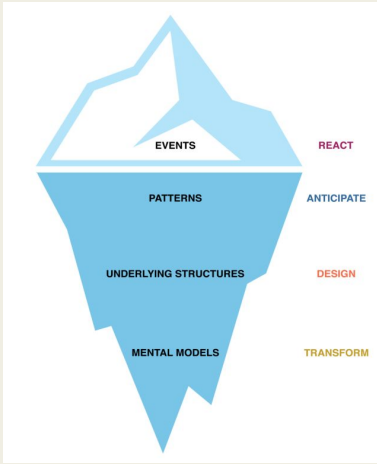 EVENTS REACT
PATTERNS ANTICIPATE
UNDERLYING STRUCTURES DESIGN
MENTAL MODELS TRANSFORM